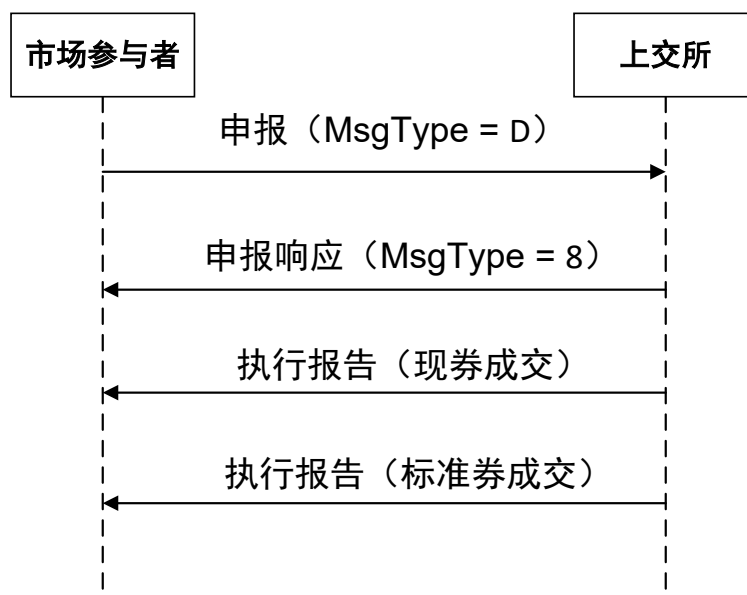 市场参与者
上交所
申报（MsgType = D）
申报响应（MsgType = 8）
执行报告（现券成交）
执行报告（标准券成交）